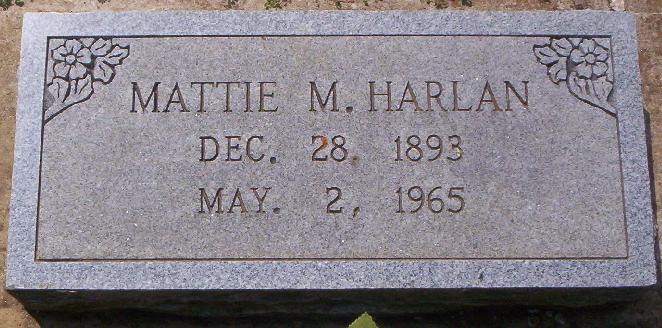 MATTIE M. HARLAN
DEC. 28. 1893
MAY. 2, 1965